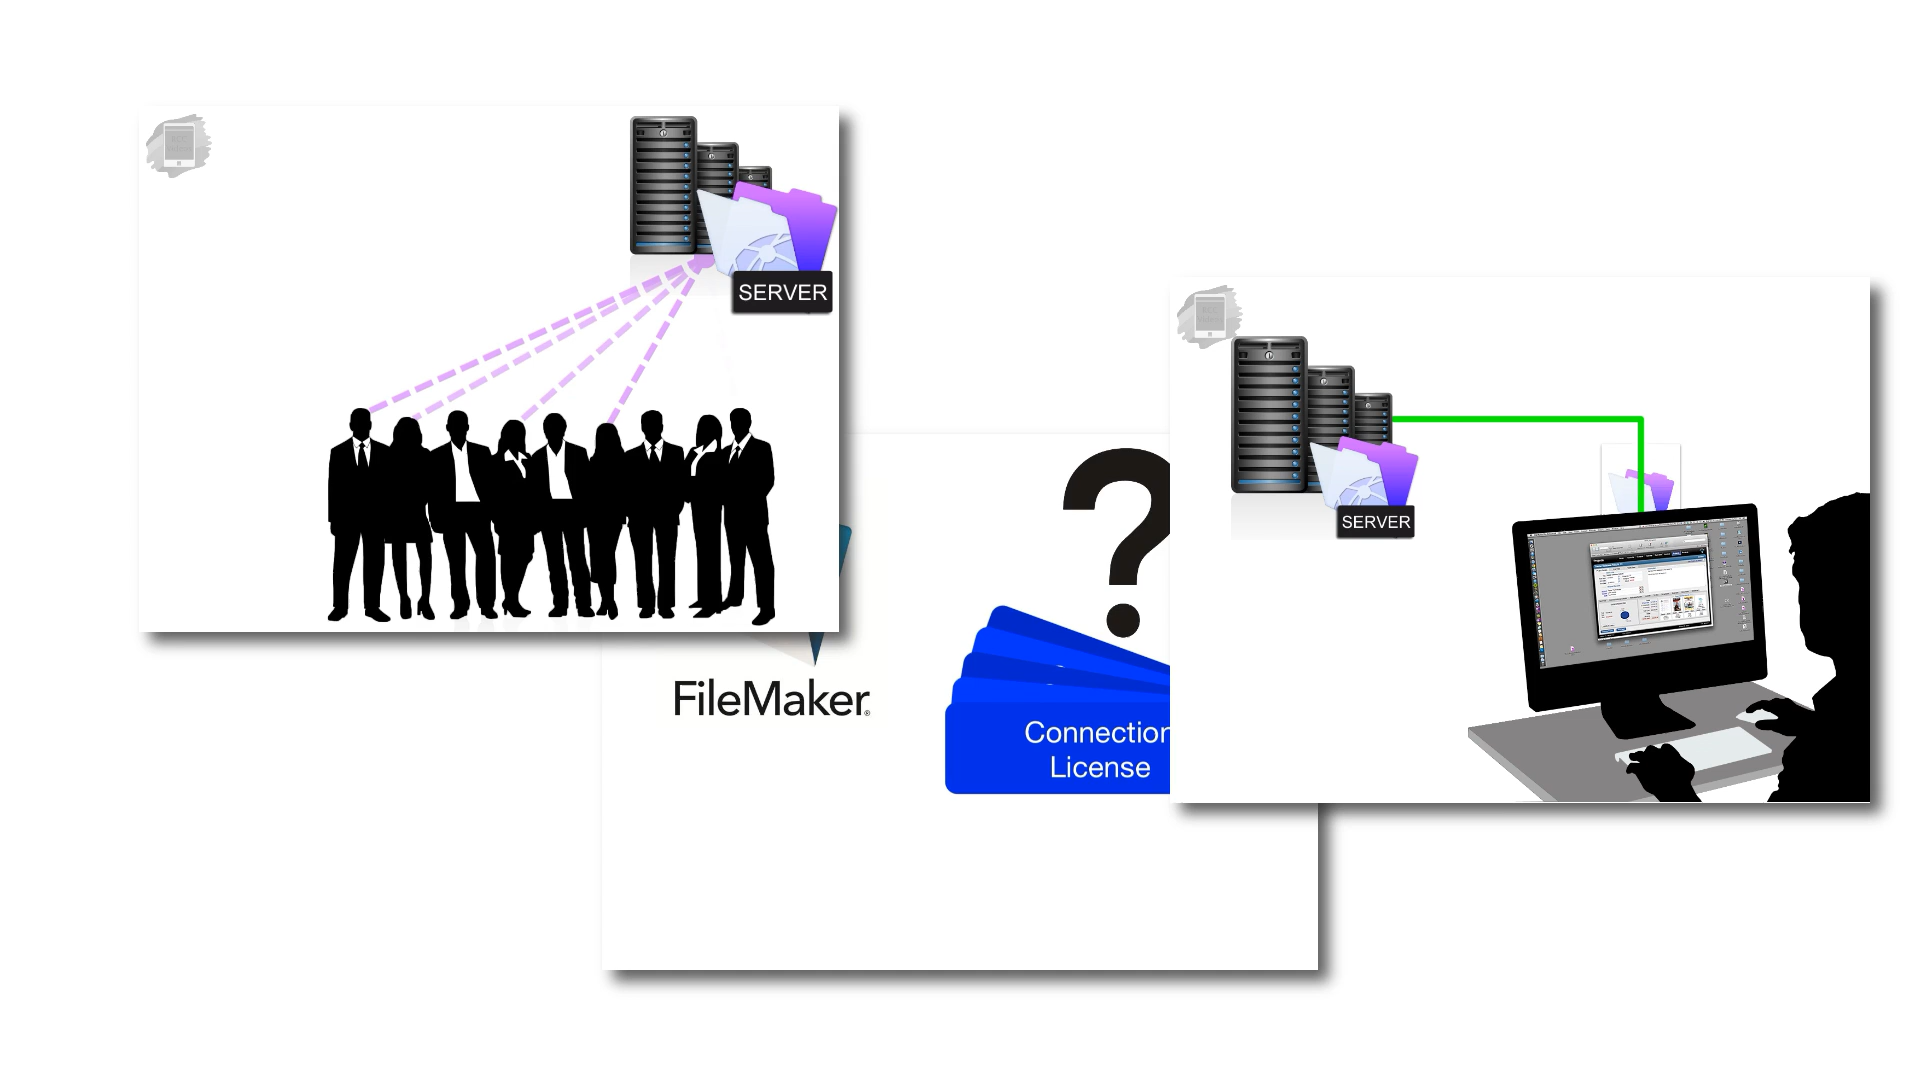 SERVER
FileMaker®
Connection
License
SERVER